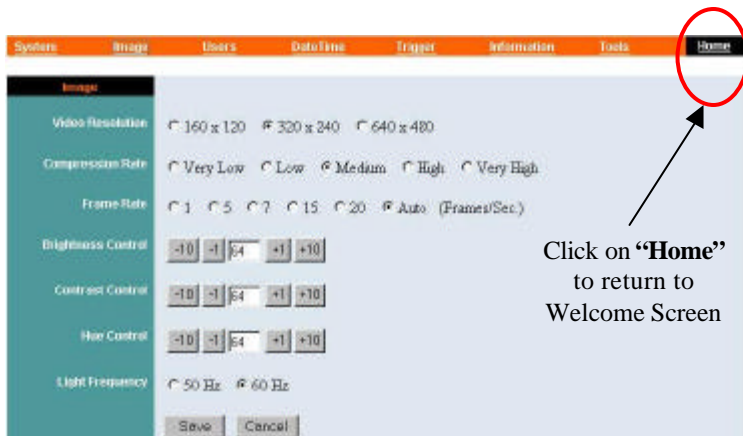 System Image Users DateTime Trigger Information Tools Home
Image
Video Resolution 160 x 120 320 x 240 640 x 480
Compression Rate Very Low Low Medium High Very High
Frame Rate 1 5 7 15 20 Auto (Frames/Sec.)
Brightness Control -10 -1 64 +1 +10
Contrast Control -10 -1 64 +1 +10
Hue Control -10 -1 64 +1 +10
Light Frequency 50 Hz 60 Hz
Save Cancel
Click on “Home”
to return to
Welcome Screen